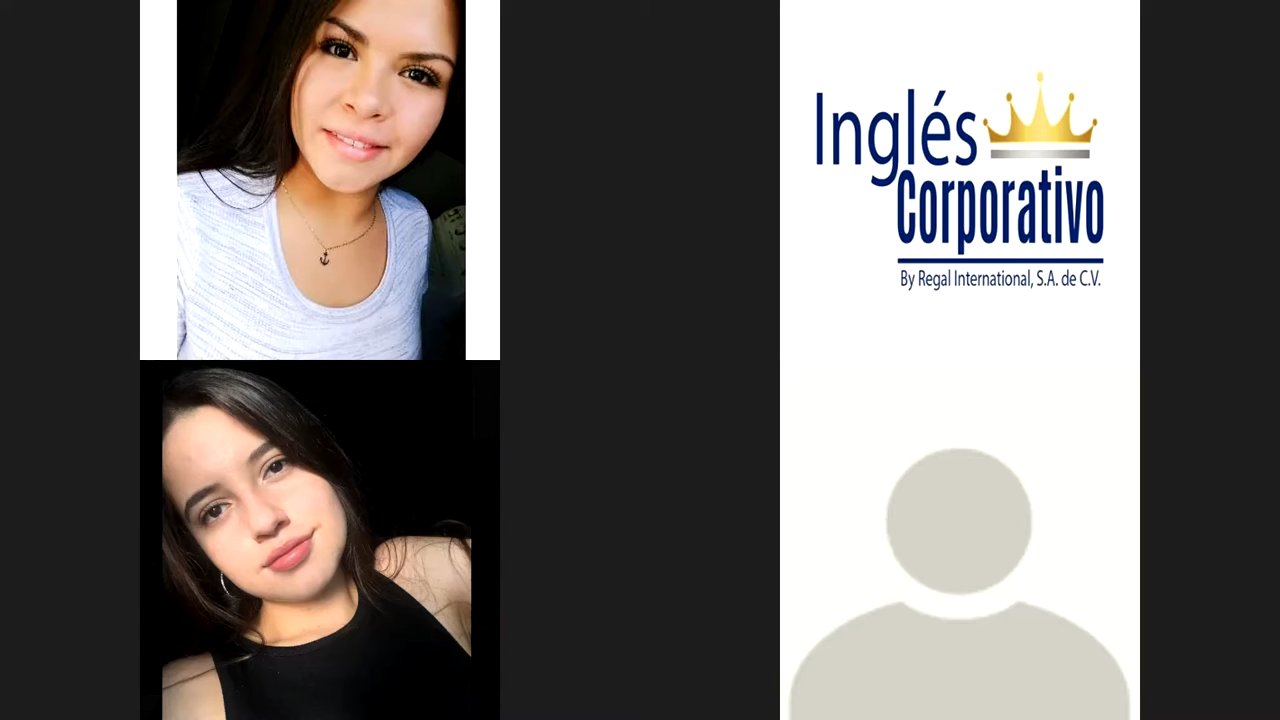 Inglés
Corporativo
By Regal International, S.A. de C.V.